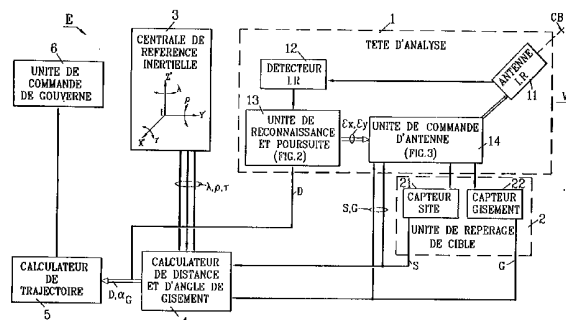 E
6
UNITE DE
COMMANDE DE
GOUVERNE
3
CENTRALE DE
REFERENCE
INERTIELLE
Z
λ
ρ
Y
X
τ
λ,ρ,τ
1
TETE D'ANALYSE
CB
12
DETECTEUR
I.R
ANTENNE
I.R
11
13
UNITE DE
RECONNAISSANCE
ET POURSUITE
(FIG.2)
εx,εy
UNITE DE COMMANDE
D'ANTENNE
(FIG.3)
14
V
D
S,G
21
CAPTEUR
SITE
22
CAPTEUR
GISEMENT
UNITE DE REPERAGE
DE CIBLE
2
S
G
CALCULATEUR
DE
TRAJECTOIRE
5
D,αG
CALCULATEUR
DE DISTANCE
ET D'ANGLE DE
GISEMENT
4